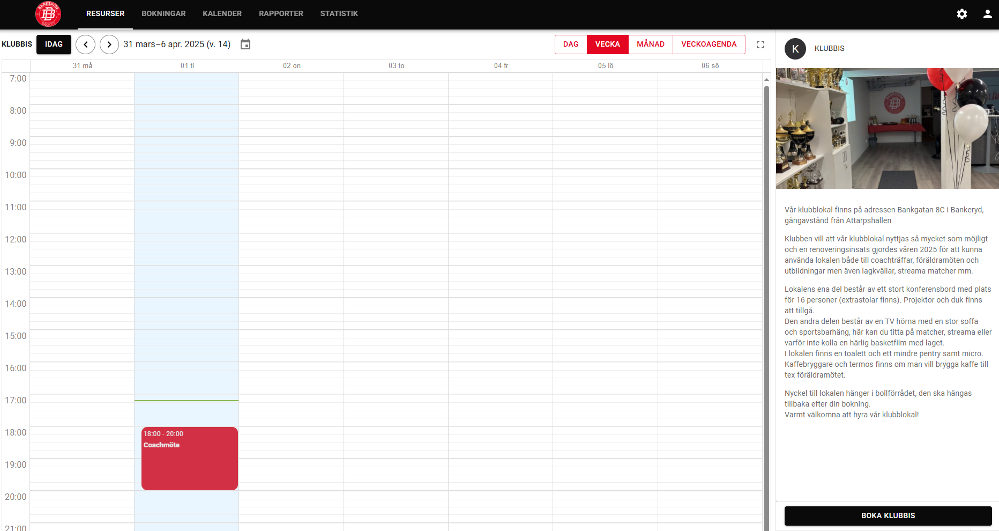 BANKERYDS
BASKET
RESURSER
BOKNINGAR
KALENDER
RAPPORTER
STATISTIK
KLUBBIS
IDAG
31 mars–6 apr. 2025 (v. 14)
DAG
VECKA
MÅNAD
VECKOAGENDA
31 må
01 ti
02 on
03 to
04 fr
05 lö
06 sö
7:00
8:00
9:00
10:00
11:00
12:00
13:00
14:00
15:00
16:00
17:00
18:00
19:00
20:00
21:00
18:00 - 20:00
Coachmöte
K
KLUBBIS
Vår klubblokal finns på adressen Bankgatan 8C i Bankeryd,
gångavstånd från Attarpshallen
Klubben vill att vår klubblokal nyttjas så mycket som möjligt
och en renoveringsinsats gjordes våren 2025 för att kunna
använda lokalen både till coachträffar, föräldramöten och
utbildningar men även lagkvällar, streama matcher mm.
Lokalens ena del består av ett stort konferensbord med plats
för 16 personer (extrastolar finns). Projektor och duk finns
att tillgå.
Den andra delen består av en TV hörna med en stor soffa
och sportsbarhäng, här kan du titta på matcher, streama eller
varför inte kolla en härlig basketfilm med laget.
I lokalen finns en toalett och ett mindre pentry samt micro.
Kaffebryggare och termos finns om man vill brygga kaffe till
tex föräldramötet.
Nyckel till lokalen hänger i bollförrådet, den ska hängas
tillbaka efter din bokning.
Varmt välkomna att hyra vår klubblokal!
BOKA KLUBBIS